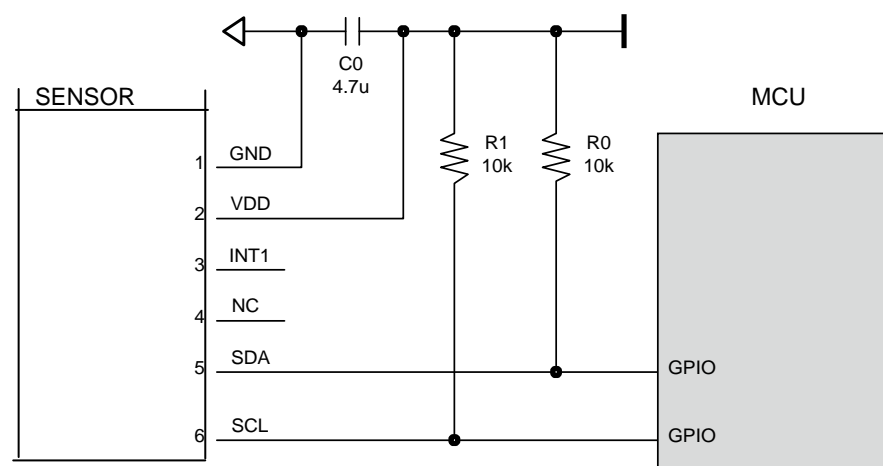 C0
4.7u
SENSOR
MCU
R1
10k
R0
10k
1 GND
2 VDD
3 INT1
4 NC
5 SDA
GPIO
6 SCL
GPIO